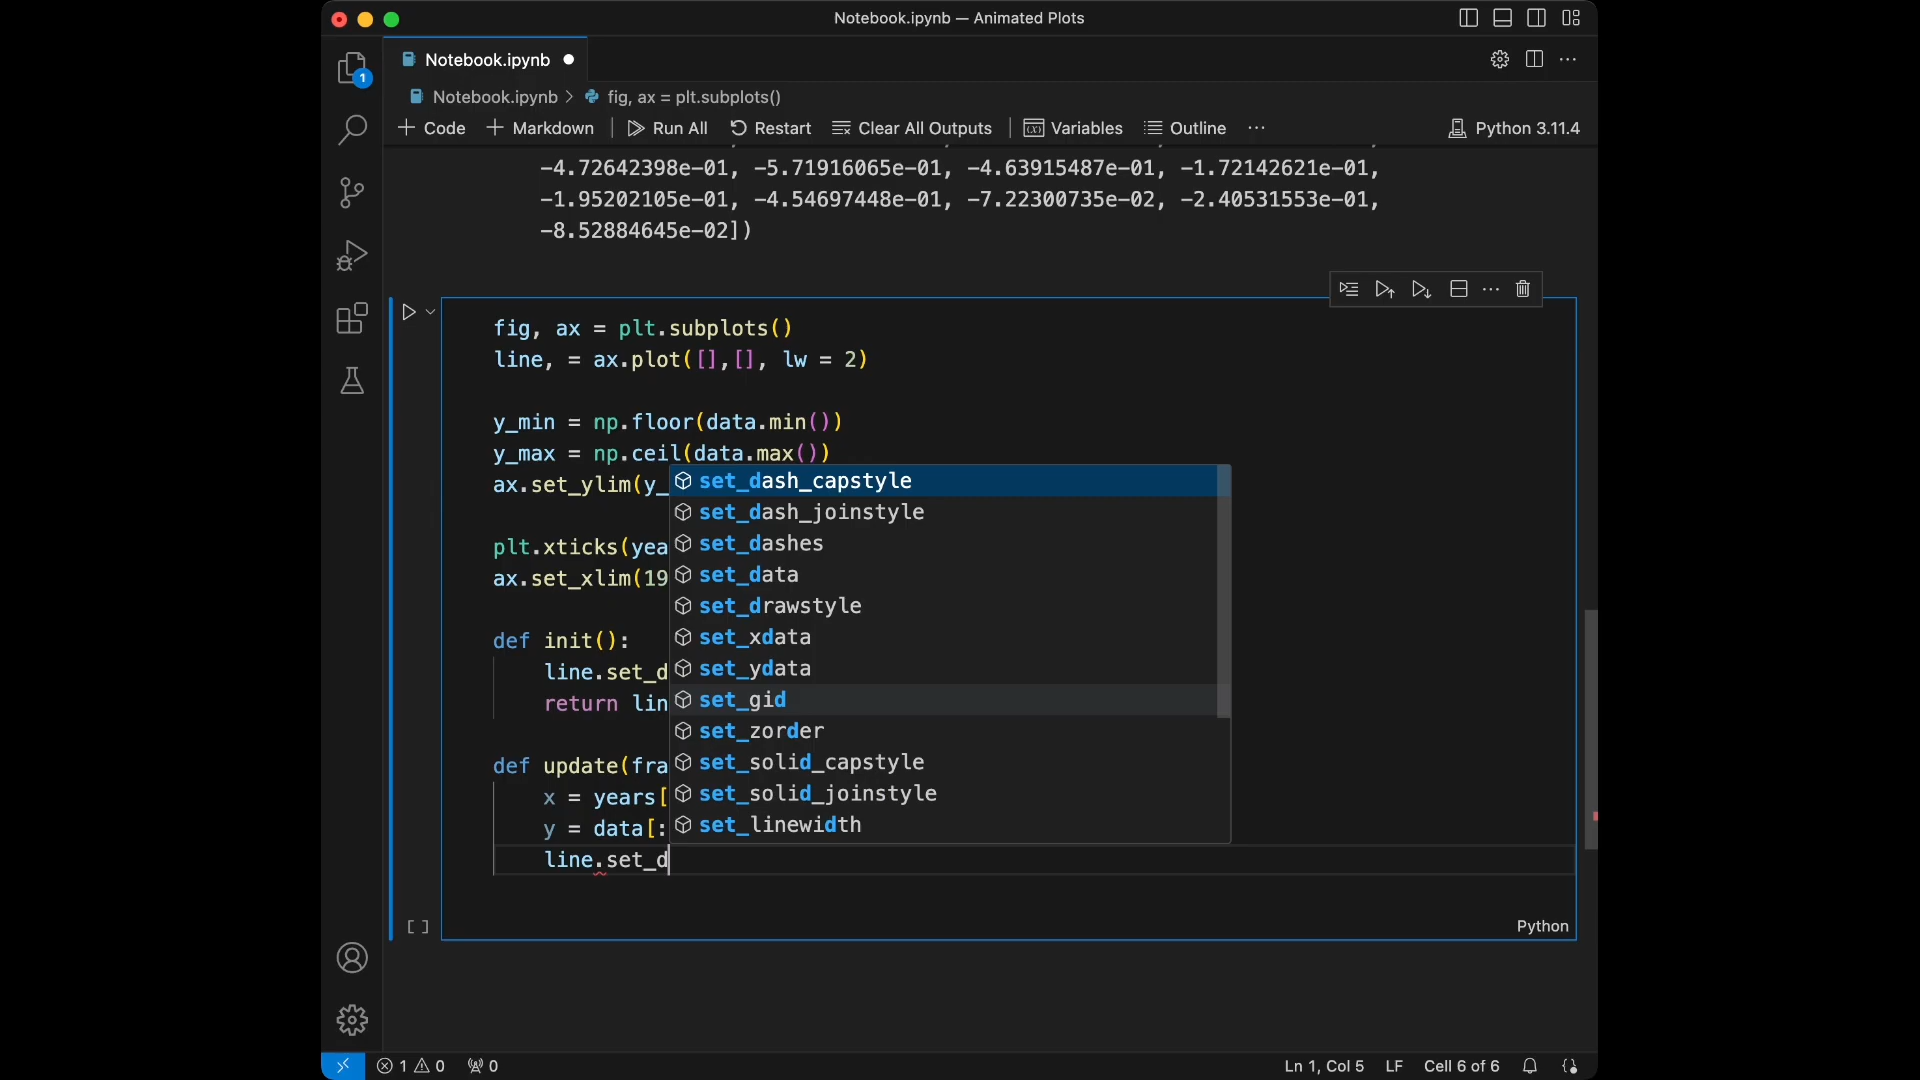 Notebook.ipynb — Animated Plots
1
Notebook.ipynb
Notebook.ipynb > fig, ax = plt.subplots()
+ Code + Markdown Run All Restart Clear All Outputs Variables Outline ... Python 3.11.4
-4.72642398e-01, -5.71916065e-01, -4.63915487e-01, -1.72142621e-01,
-1.95202105e-01, -4.54697448e-01, -7.22300735e-02, -2.40531553e-01,
-8.52884645e-02])
fig, ax = plt.subplots()
line, = ax.plot([],[], lw = 2)
y_min = np.floor(data.min())
y_max = np.ceil(data.max())
ax.set_ylim(y_
plt.xticks(yea
ax.set_xlim(19
def init():
line.set_d
return lin
def update(fra
x = years[
y = data[:
line.set_d
set_dash_capstyle
set_dash_joinstyle
set_dashes
set_data
set_drawstyle
set_xdata
set_ydata
set_gid
set_zorder
set_solid_capstyle
set_solid_joinstyle
set_linewidth
[ ]
Python
1 0 0 Ln 1, Col 5 LF Cell 6 of 6